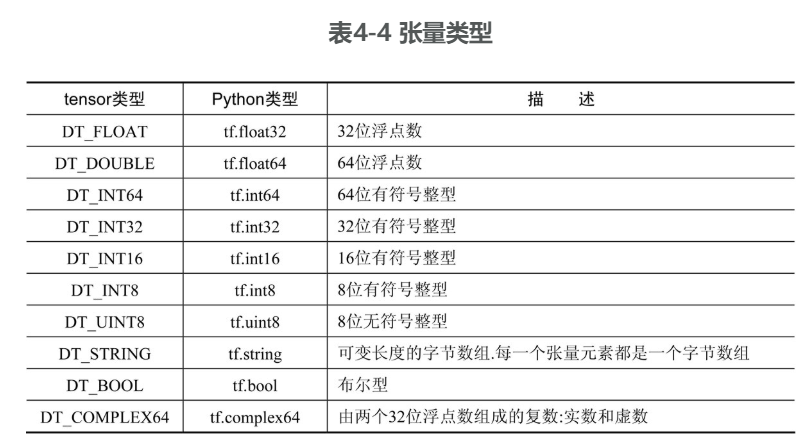 表4-4 张量类型
tensor类型 Python类型 描 述
DT_FLOAT tf.float32 32位浮点数
DT_DOUBLE tf.float64 64位浮点数
DT_INT64 tf.int64 64位有符号整型
DT_INT32 tf.int32 32位有符号整型
DT_INT16 tf.int16 16位有符号整型
DT_INT8 tf.int8 8位有符号整型
DT_UINT8 tf.uint8 8位无符号整型
DT_STRING tf.string 可变长度的字节数组.每一个张量元素都是一个字节数组
DT_BOOL tf.bool 布尔型
DT_COMPLEX64 tf.complex64 由两个32位浮点数组成的复数:实数和虚数